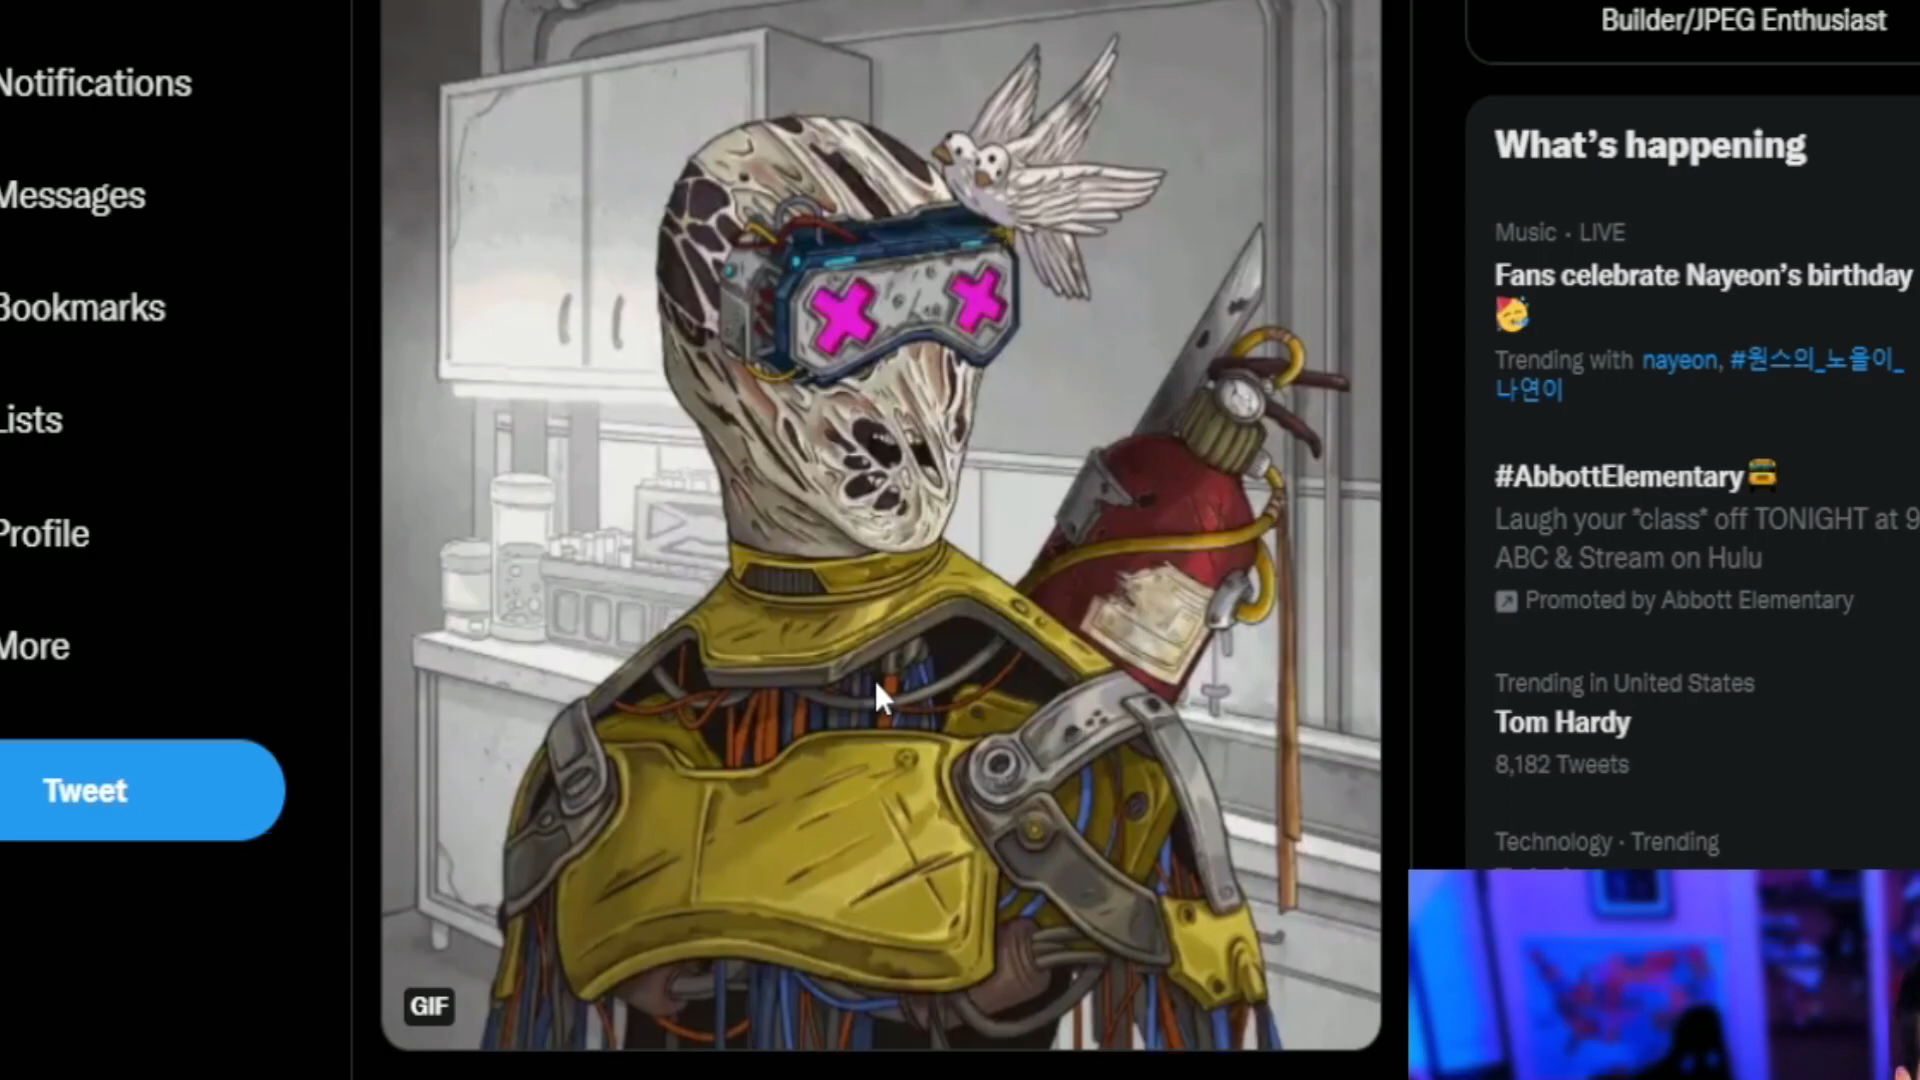 Notifications
Messages
Bookmarks
Lists
Profile
More
Tweet
GIF
Builder/JPEG Enthusiast
What's happening
Music · LIVE
Fans celebrate Nayeon's birthday
🥳
Trending with nayeon, #원스의_노을이_
나연이
#AbbottElementary
Laugh your *class* off TONIGHT at 9
ABC & Stream on Hulu
Promoted by Abbott Elementary
Trending in United States
Tom Hardy
8,182 Tweets
Technology · Trending